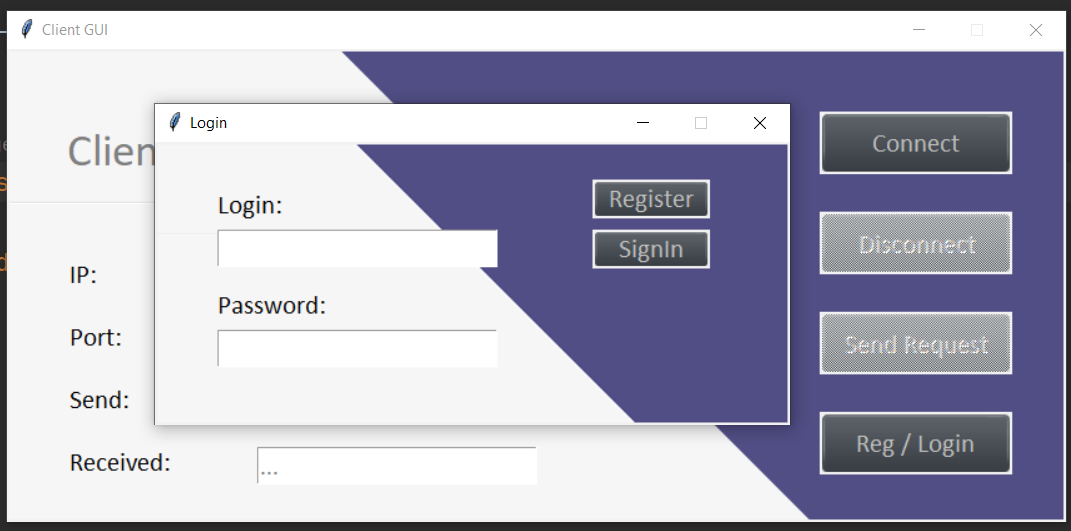 Client GUI
Login
Clien
Connect
Login:
Register
SignIn
Disconnect
IP:
Password:
Port:
Send Request
Send:
Reg / Login
Received:
...